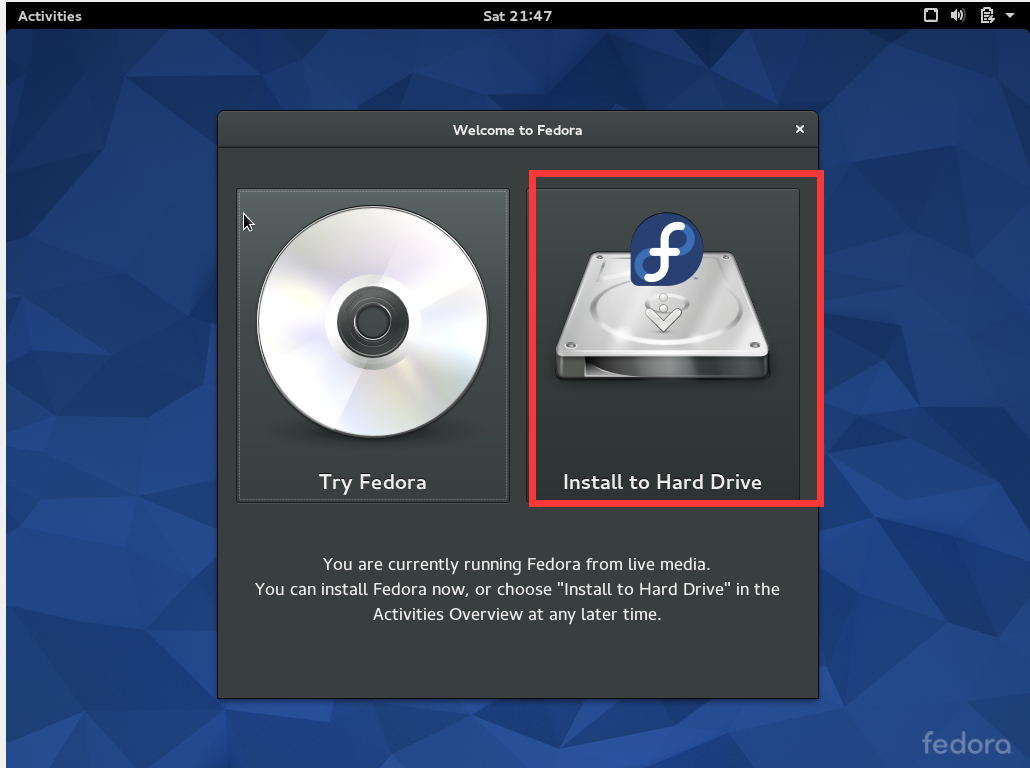 Activities
Sat 21:47
Welcome to Fedora
Try Fedora
Install to Hard Drive
You are currently running Fedora from live media.
You can install Fedora now, or choose "Install to Hard Drive" in the
Activities Overview at any later time.
fedora